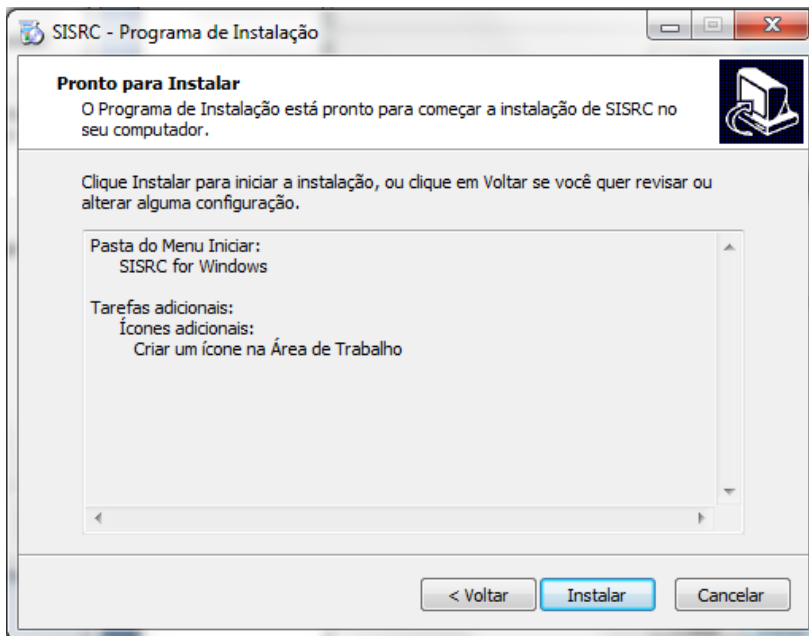 SISRC - Programa de Instalação
Pronto para Instalar
O Programa de Instalação está pronto para começar a instalação de SISRC no
seu computador.
Clique Instalar para iniciar a instalação, ou clique em Voltar se você quer revisar ou
alterar alguma configuração.
Pasta do Menu Iniciar:
SISRC for Windows
Tarefas adicionais:
Ícones adicionais:
Criar um ícone na Área de Trabalho
< Voltar
Instalar
Cancelar